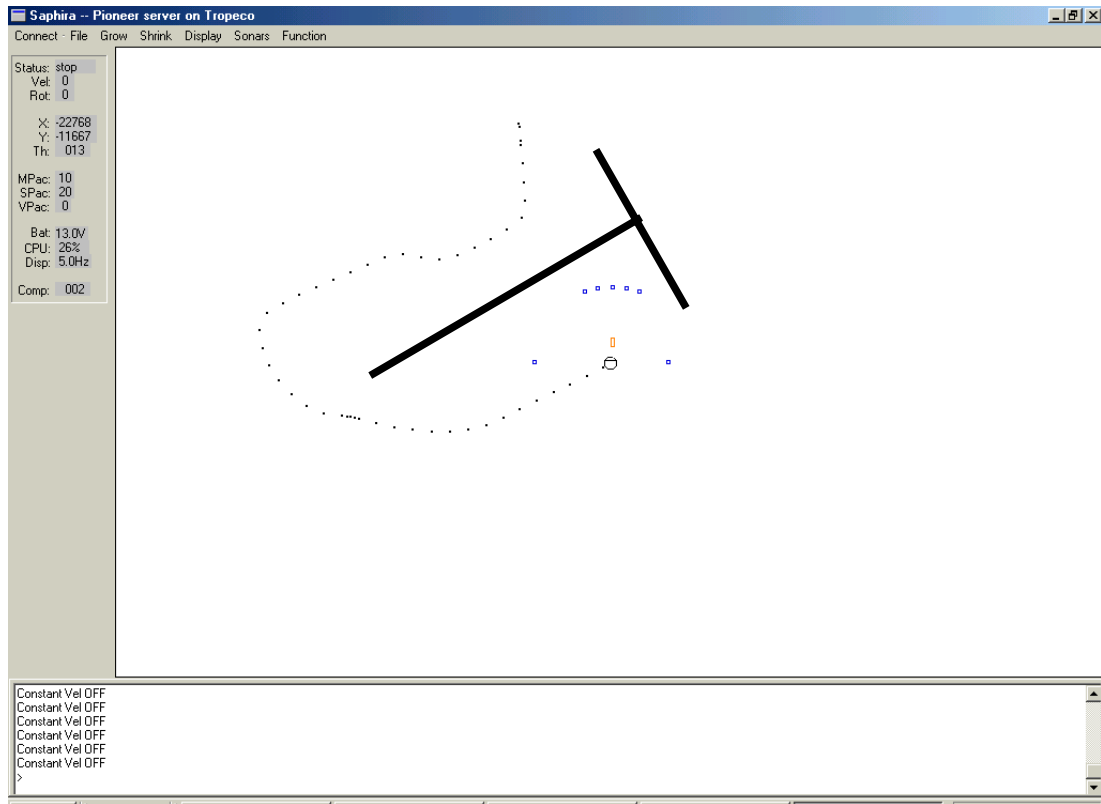 Saphira -- Pioneer server on Tropeco
Connect File Grow Shrink Display Sonars Function
Status: stop
Vel: 0
Rot: 0
X: -22768
Y: -11667
Th: 013
MPac: 10
SPac: 20
VPac: 0
Bat: 13.0V
CPU: 26%
Disp: 5.0Hz
Comp: 002
Constant Vel OFF
Constant Vel OFF
Constant Vel OFF
Constant Vel OFF
Constant Vel OFF
Constant Vel OFF
>